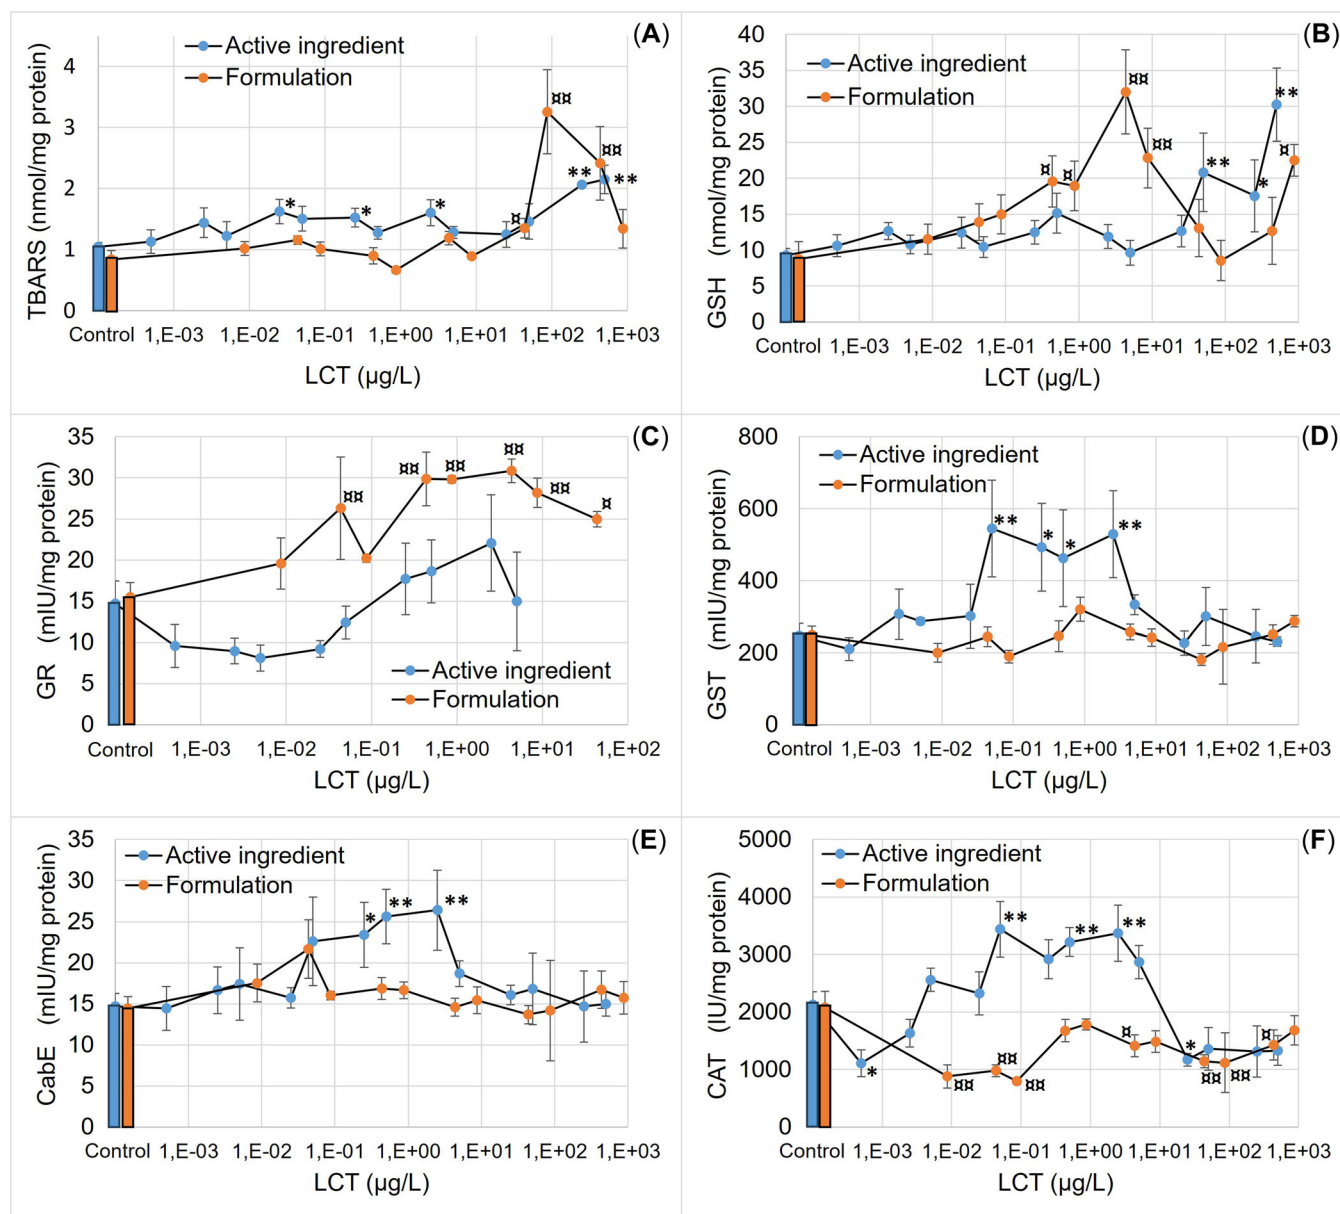 (A)
Active ingredient
Formulation
TBARS (nmol/mg protein)
4
3
2
1
0
¤¤
¤¤
**
**
*
*
*
¤
Control 1,E-03 1,E-02 1,E-01 1,E+00 1,E+01 1,E+02 1,E+03
LCT (µg/L)
(B)
Active ingredient
Formulation
GSH (nmol/mg protein)
40
35
30
25
20
15
10
5
0
¤¤
**
¤¤
¤
¤
¤
**
*
Control 1,E-03 1,E-02 1,E-01 1,E+00 1,E+01 1,E+02 1,E+03
LCT (µg/L)
(C)
GR (mIU/mg protein)
35
30
25
20
15
10
5
0
¤¤
¤¤
¤¤
¤¤
¤¤
¤
Active ingredient
Formulation
Control 1,E-03 1,E-02 1,E-01 1,E+00 1,E+01 1,E+02
LCT (µg/L)
(D)
Active ingredient
Formulation
GST (mIU/mg protein)
800
600
400
200
0
**
*
*
**
Control 1,E-03 1,E-02 1,E-01 1,E+00 1,E+01 1,E+02 1,E+03
LCT (µg/L)
(E)
Active ingredient
Formulation
CabE (mIU/mg protein)
35
30
25
20
15
10
5
0
*
**
**
Control 1,E-03 1,E-02 1,E-01 1,E+00 1,E+01 1,E+02 1,E+03
LCT (µg/L)
(F)
Active ingredient
Formulation
CAT (IU/mg protein)
5000
4000
3000
2000
1000
0
**
**
**
*
¤¤
¤¤
¤¤
¤
*
¤¤
¤¤
¤
Control 1,E-03 1,E-02 1,E-01 1,E+00 1,E+01 1,E+02 1,E+03
LCT (µg/L)